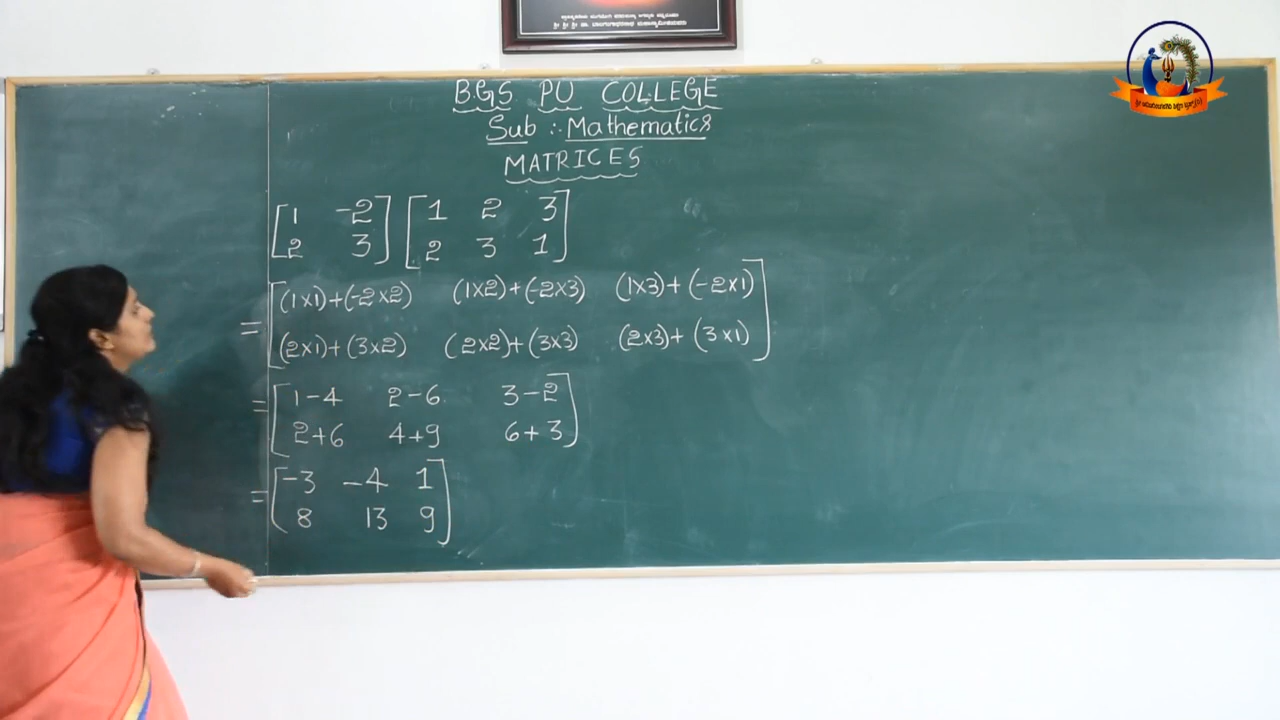 B.G.S PU COLLEGE
Sub : Mathematics
MATRICES
[1 -2] [1 2 3]
[2 3] [2 3 1]
= [(1x1)+(-2x2) (1x2)+(-2x3) (1x3)+(-2x1)]
[(2x1)+(3x2) (2x2)+(3x3) (2x3)+(3x1)]
= [1-4 2-6 3-2]
[2+6 4+9 6+3]
= [-3 -4 1]
[8 13 9]